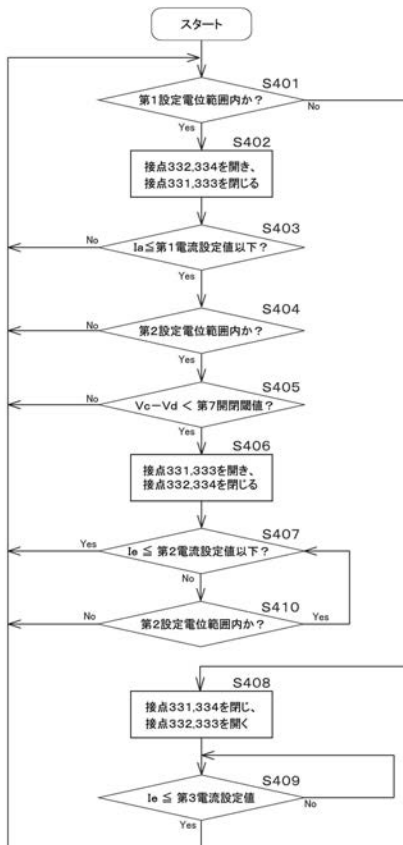 スタート
S401
第1設定電位範囲内か?
No
Yes
S402
接点332,334を開き、
接点331,333を閉じる
S403
No
Ia≦第1電流設定値以下?
Yes
S404
No
第2設定電位範囲内か?
Yes
S405
No
Vc-Vd < 第7開閉閾値?
Yes
S406
接点331,333を開き、
接点332,334を閉じる
S407
Yes
Ie ≦ 第2電流設定値以下?
No
S410
No
第2設定電位範囲内か?
Yes
S408
接点331,334を閉じ、
接点332,333を開く
S409
Ie ≦ 第3電流設定値
No
Yes